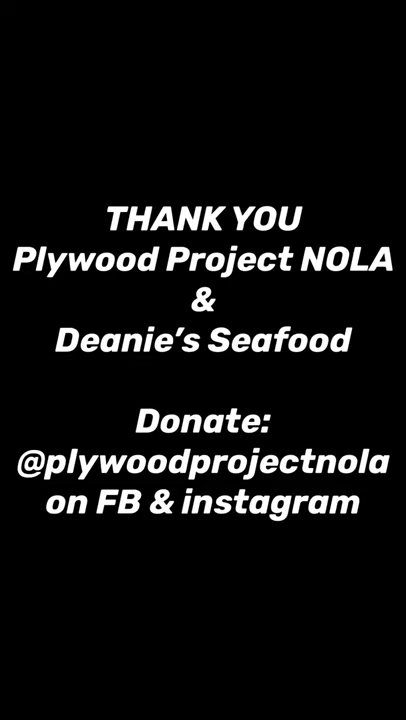 THANK YOU
Plywood Project NOLA
&
Deanie’s Seafood
Donate:
@plywoodprojectnola
on FB & instagram